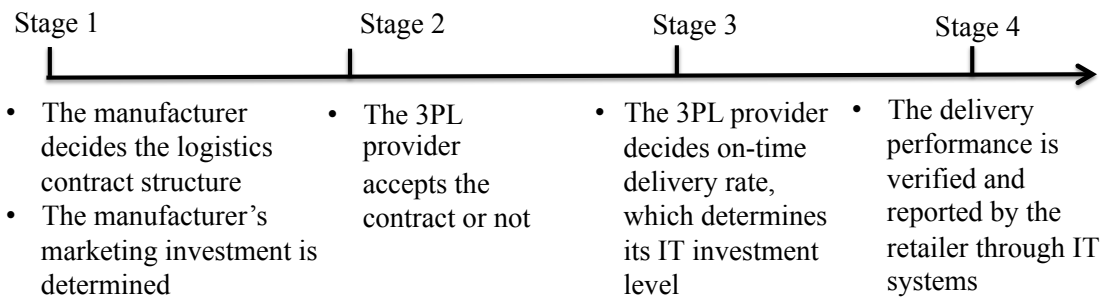 Stage 1
Stage 2
Stage 3
Stage 4
• The manufacturer
decides the logistics
contract structure
• The manufacturer’s
marketing investment is
determined
• The 3PL
provider
accepts the
contract or not
• The 3PL provider
decides on-time
delivery rate,
which determines
its IT investment
level
• The delivery
performance is
verified and
reported by the
retailer through IT
systems